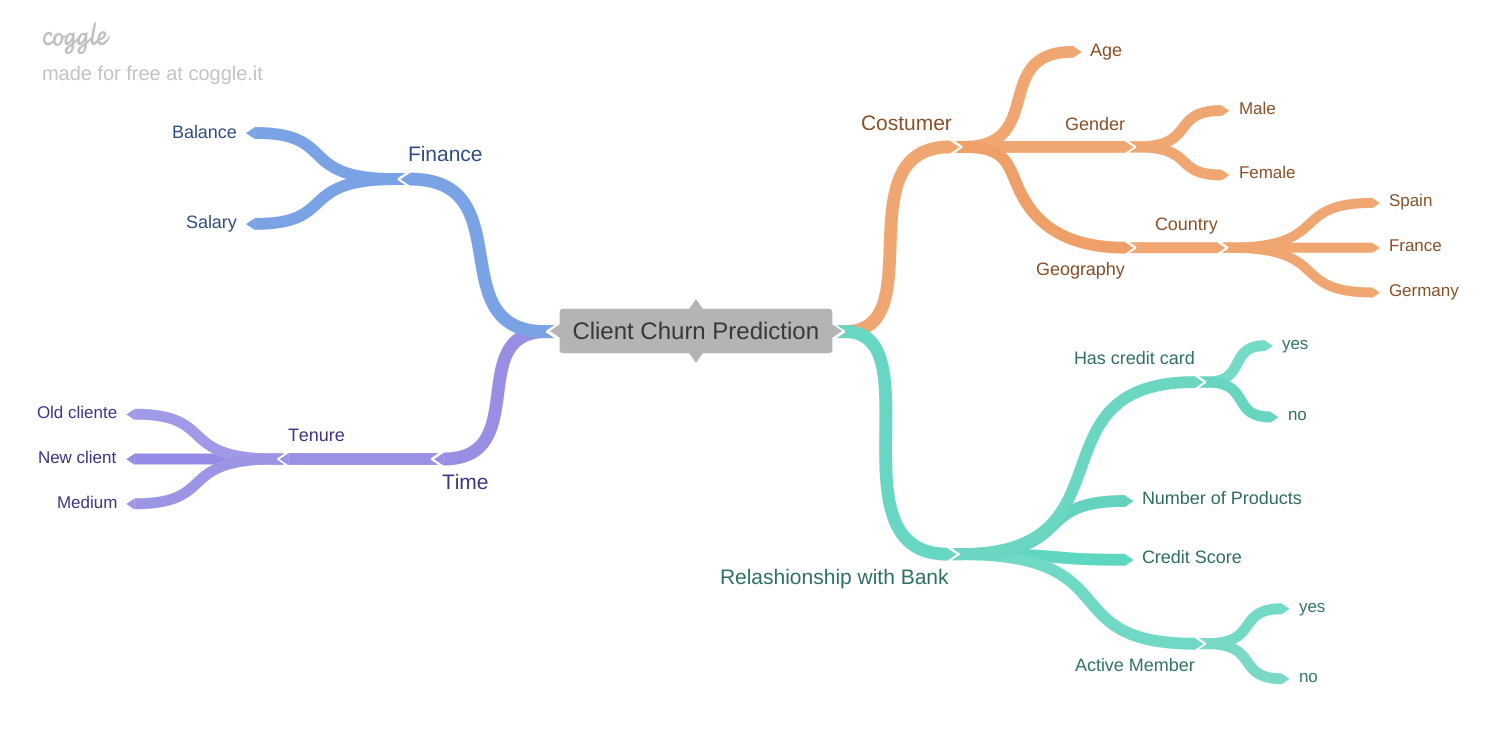 coggle
made for free at coggle.it
Client Churn Prediction
Finance
Balance
Salary
Time
Tenure
Old cliente
New client
Medium
Costumer
Age
Gender
Male
Female
Geography
Country
Spain
France
Germany
Relashionship with Bank
Has credit card
yes
no
Number of Products
Credit Score
Active Member
yes
no